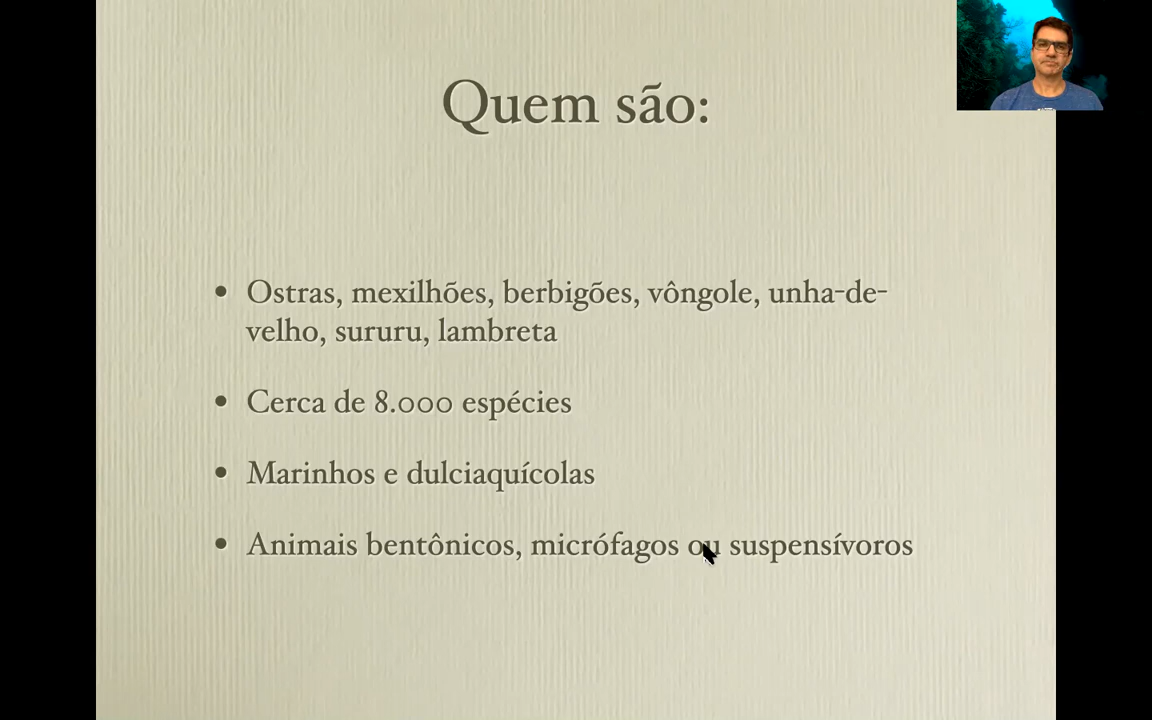 Quem são:
• Ostras, mexilhões, berbigões, vôngole, unha-de-
velho, sururu, lambreta
• Cerca de 8.000 espécies
• Marinhos e dulciaquícolas
• Animais bentônicos, micrófagos ou suspensívoros